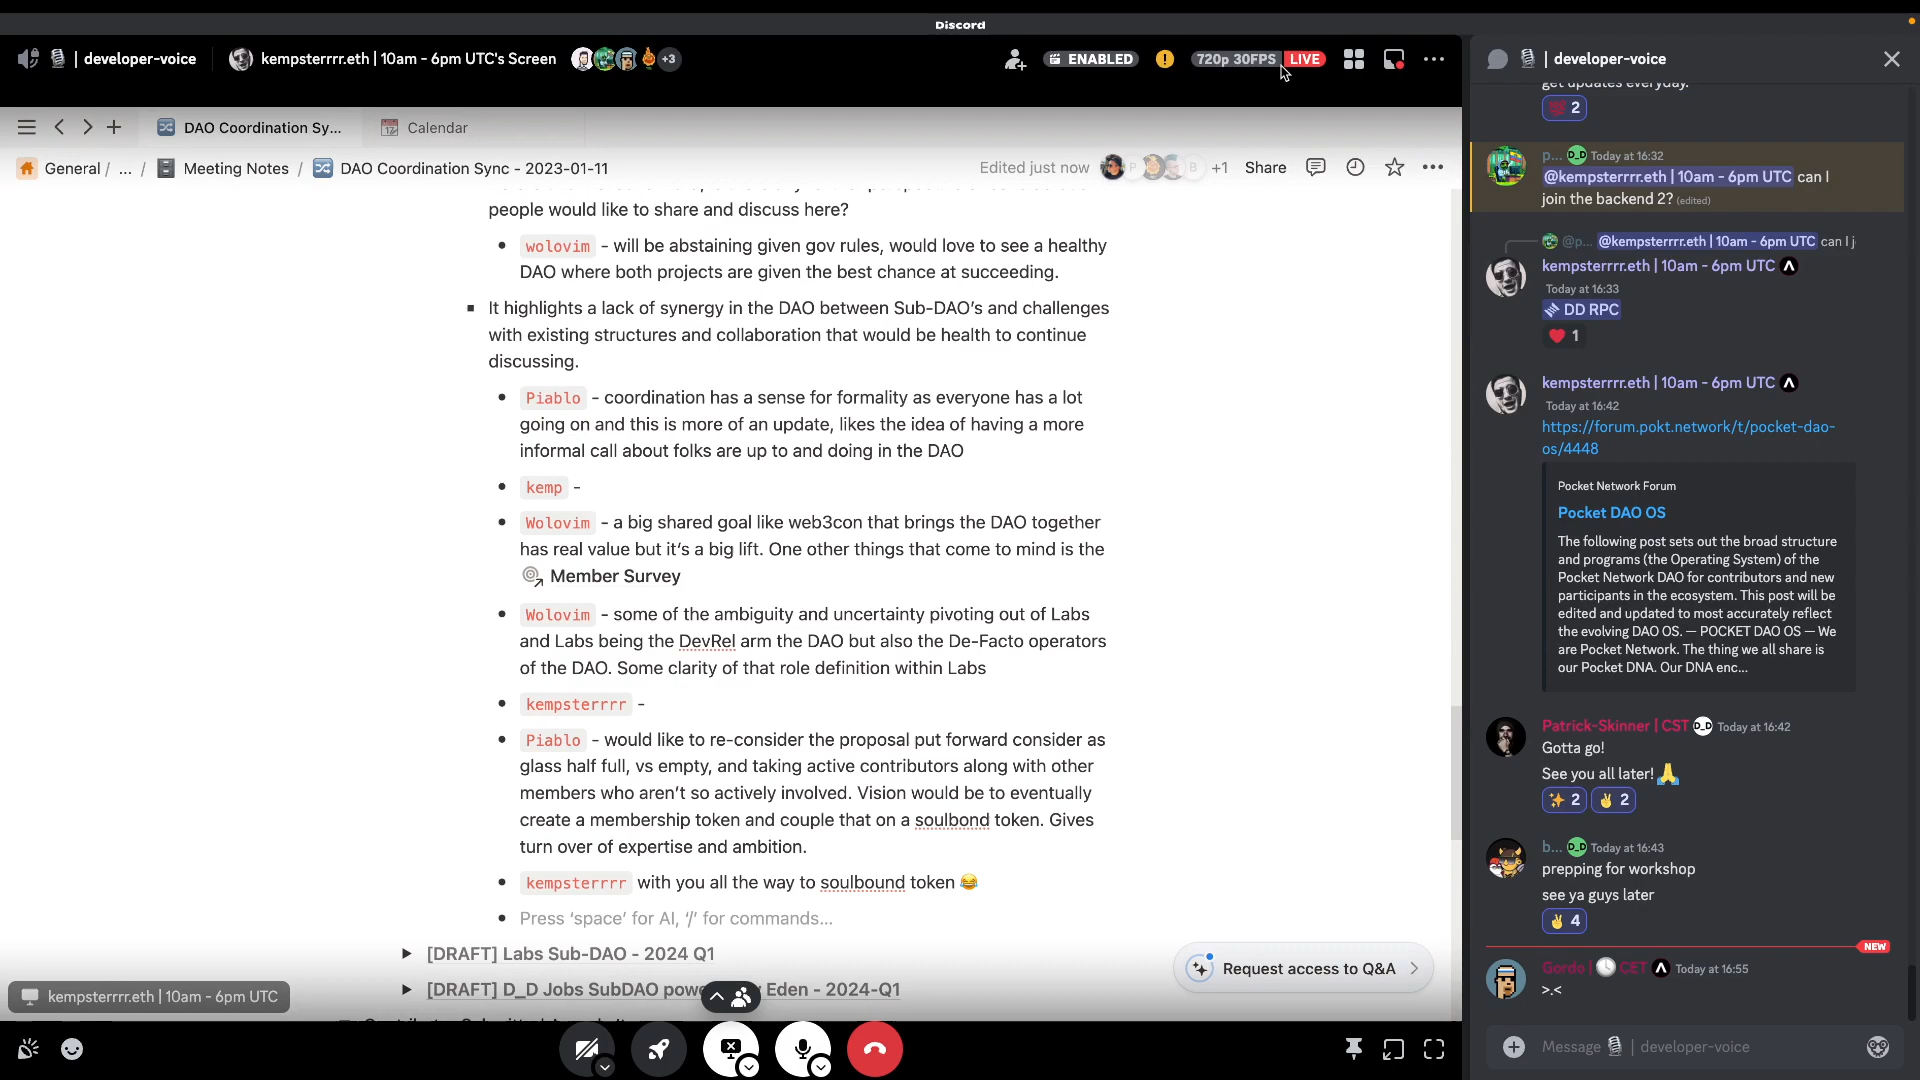 Discord
| developer-voice
kempsterrrr.eth | 10am - 6pm UTC's Screen
+3
ENABLED
720p 30FPS LIVE
| developer-voice
DAO Coordination Sy...
Calendar
General / ... / Meeting Notes / DAO Coordination Sync - 2023-01-11
Edited just now
+1
Share
people would like to share and discuss here?
wolovim - will be abstaining given gov rules, would love to see a healthy
DAO where both projects are given the best chance at succeeding.
It highlights a lack of synergy in the DAO between Sub-DAO's and challenges
with existing structures and collaboration that would be health to continue
discussing.
Piablo - coordination has a sense for formality as everyone has a lot
going on and this is more of an update, likes the idea of having a more
informal call about folks are up to and doing in the DAO
kemp -
Wolovim - a big shared goal like web3con that brings the DAO together
has real value but it's a big lift. One other things that come to mind is the
Member Survey
Wolovim - some of the ambiguity and uncertainty pivoting out of Labs
and Labs being the DevRel arm the DAO but also the De-Facto operators
of the DAO. Some clarity of that role definition within Labs
kempsterrrr -
Piablo - would like to re-consider the proposal put forward consider as
glass half full, vs empty, and taking active contributors along with other
members who aren't so actively involved. Vision would be to eventually
create a membership token and couple that on a soulbond token. Gives
turn over of expertise and ambition.
kempsterrrr with you all the way to soulbound token 😂
Press 'space' for AI, '/' for commands...
[DRAFT] Labs Sub-DAO - 2024 Q1
[DRAFT] D_D Jobs SubDAO Eden - 2024-Q1
Request access to Q&A
kempsterrrr.eth | 10am - 6pm UTC
get updates everyday.
2
p... D_D Today at 16:32
@kempsterrrr.eth | 10am - 6pm UTC can I
join the backend 2? (edited)
@p... @kempsterrrr.eth | 10am - 6pm UTC can I j
kempsterrrr.eth | 10am - 6pm UTC
Today at 16:33
DD RPC
❤️ 1
kempsterrrr.eth | 10am - 6pm UTC
Today at 16:42
https://forum.pokt.network/t/pocket-dao-
os/4448
Pocket Network Forum
Pocket DAO OS
The following post sets out the broad structure
and programs (the Operating System) of the
Pocket Network DAO for contributors and new
participants in the ecosystem. This post will be
edited and updated to most accurately reflect
the evolving DAO OS. — POCKET DAO OS — We
are Pocket Network. The thing we all share is
our Pocket DNA. Our DNA enc...
Patrick-Skinner | CST D_D Today at 16:42
Gotta go!
See you all later! 🙏
✨ 2 ✌️ 2
b... D_D Today at 16:43
prepping for workshop
see ya guys later
✌️ 4
NEW
Gordo | CET Today at 16:55
>.<
Message | developer-voice